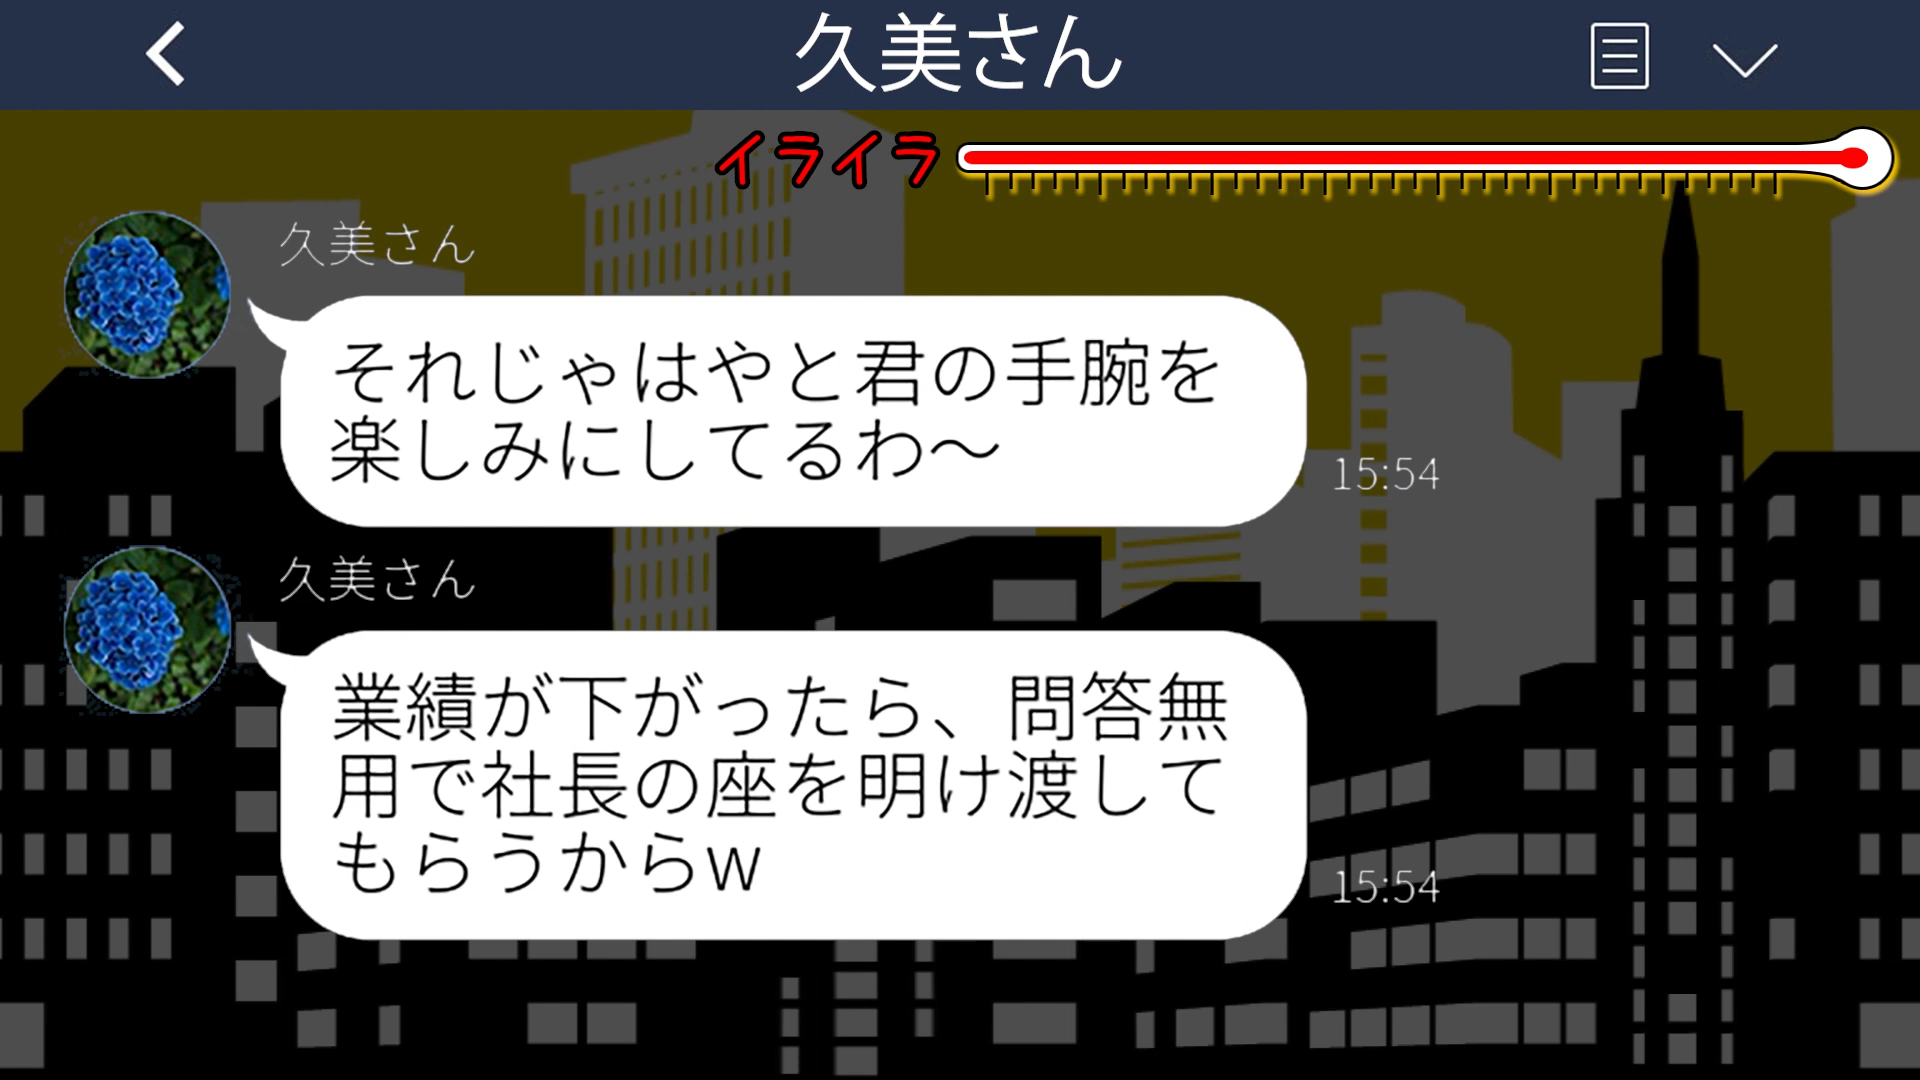 久美さん
イライラ
久美さん
それじゃはやと君の手腕を
楽しみにしてるわ～
15:54
久美さん
業績が下がったら、問答無
用で社長の座を明け渡して
もらうからw
15:54